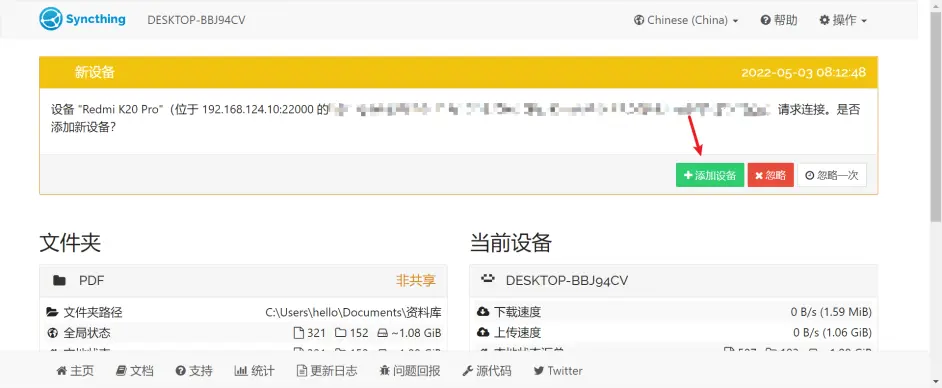 Syncthing DESKTOP-BBJ94CV Chinese (China) 帮助 操作
新设备 2022-05-03 08:12:48
设备 "Redmi K20 Pro"（位于 192.168.124.10:22000 的 请求连接。是否
添加新设备？
添加设备 忽略 忽略一次
文件夹 当前设备
PDF 非共享 DESKTOP-BBJ94CV
文件夹路径 C:\Users\hello\Documents\资料库 下载速度 0 B/s (1.59 MiB)
全局状态 321 152 ~1.08 GiB 上传速度 0 B/s (1.06 GiB)
主页 文档 支持 统计 更新日志 问题回报 源代码 Twitter